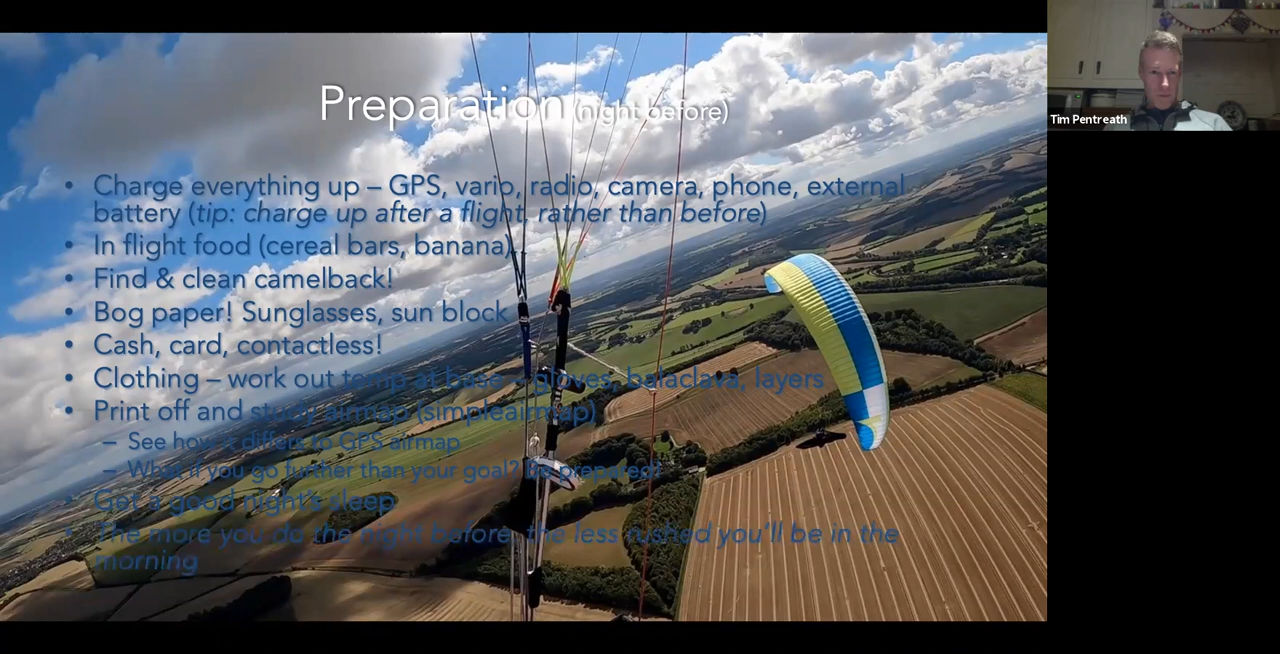 Preparation (night before)
• Charge everything up – GPS, vario, radio, camera, phone, external
battery (tip: charge up after a flight, rather than before)
• In flight food (cereal bars, banana)
• Find & clean camelback!
• Bog paper! Sunglasses, sun block
• Cash, card, contactless!
• Clothing – work out temp at base – gloves, balaclava, layers
• Print off and study airmap (simpleairmap)
– See how it differs to GPS airmap
– What if you go further than your goal? Be prepared!
• Get a good night's sleep
• The more you do the night before, the less rushed you'll be in the
morning
Tim Pentreath